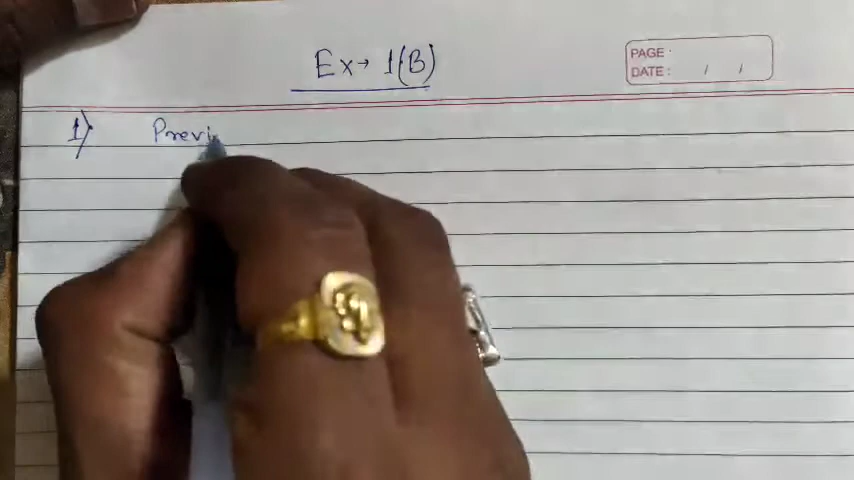 Ex→ 1(B)
PAGE :
DATE : / /
1) Previ